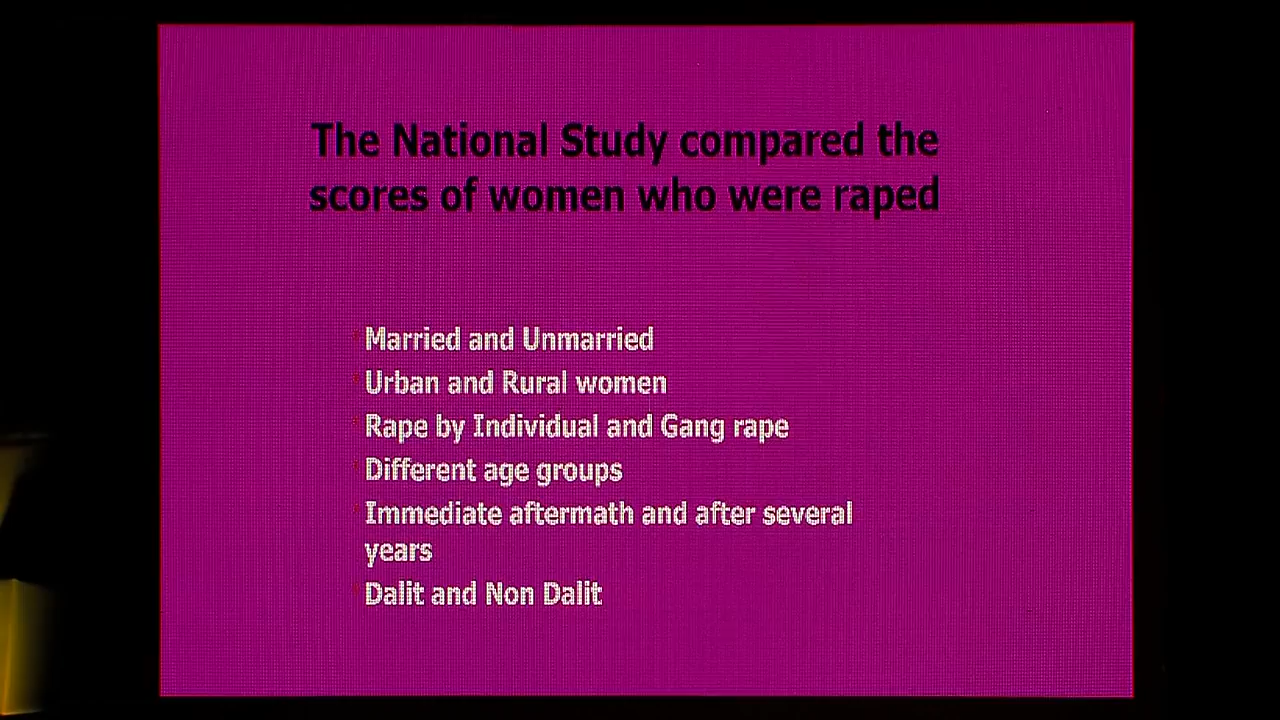 The National Study compared the
scores of women who were raped
Married and Unmarried
Urban and Rural women
Rape by Individual and Gang rape
Different age groups
Immediate aftermath and after several
years
Dalit and Non Dalit